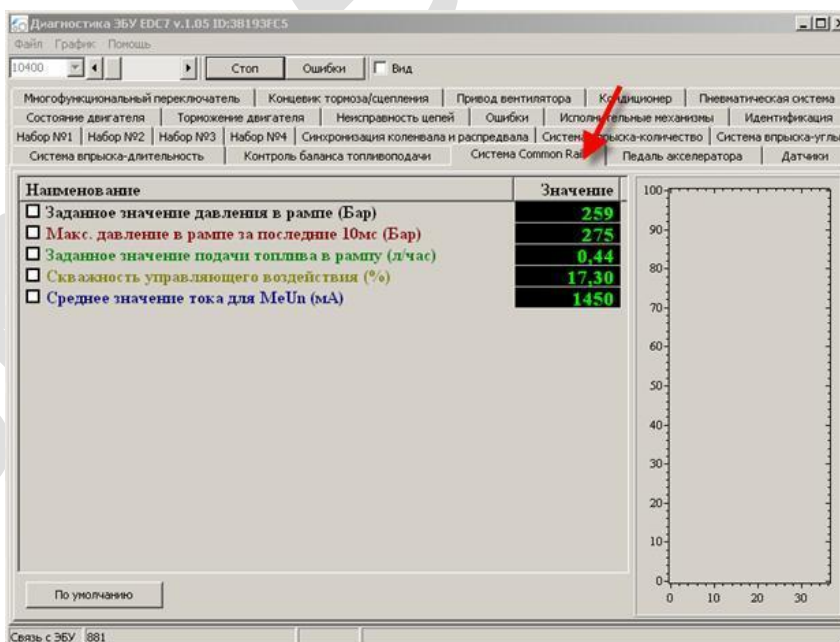 Диагностика ЭБУ EDC7 v.1.05 ID:38193FC5
Файл График Помощь
10400 Стоп Ошибки Вид
Многофункциональный переключатель Концевик тормоза/сцепления Привод вентилятора Кондиционер Пневматическая система
Состояние двигателя Торможение двигателя Неисправность цепей Ошибки Исполнительные механизмы Идентификация
Набор №1 Набор №2 Набор №3 Набор №4 Синхронизация коленвала и распредвала Система впрыска-количество Система впрыска-углы
Система впрыска-длительность Контроль баланса топливоподачи Система Common Rail Педаль акселератора Датчики
Наименование Значение
Заданное значение давления в рампе (Бар) 259
Макс. давление в рампе за последние 10мс (Бар) 275
Заданное значение подачи топлива в рампу (л/час) 0,44
Скважность управляющего воздействия (%) 17,30
Среднее значение тока для MeUn (мА) 1450
100
90
80
70
60
50
40
30
20
10
0
0 10 20 30
По умолчанию
Связь с ЭБУ 881